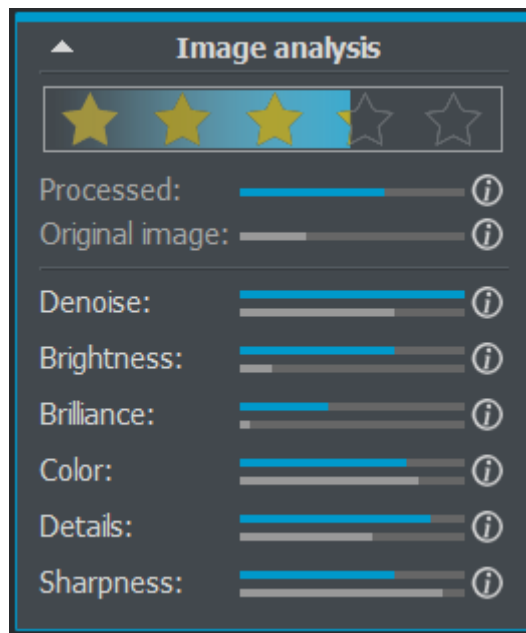 Image analysis
Processed:
Original image:
Denoise:
Brightness:
Brilliance:
Color:
Details:
Sharpness: